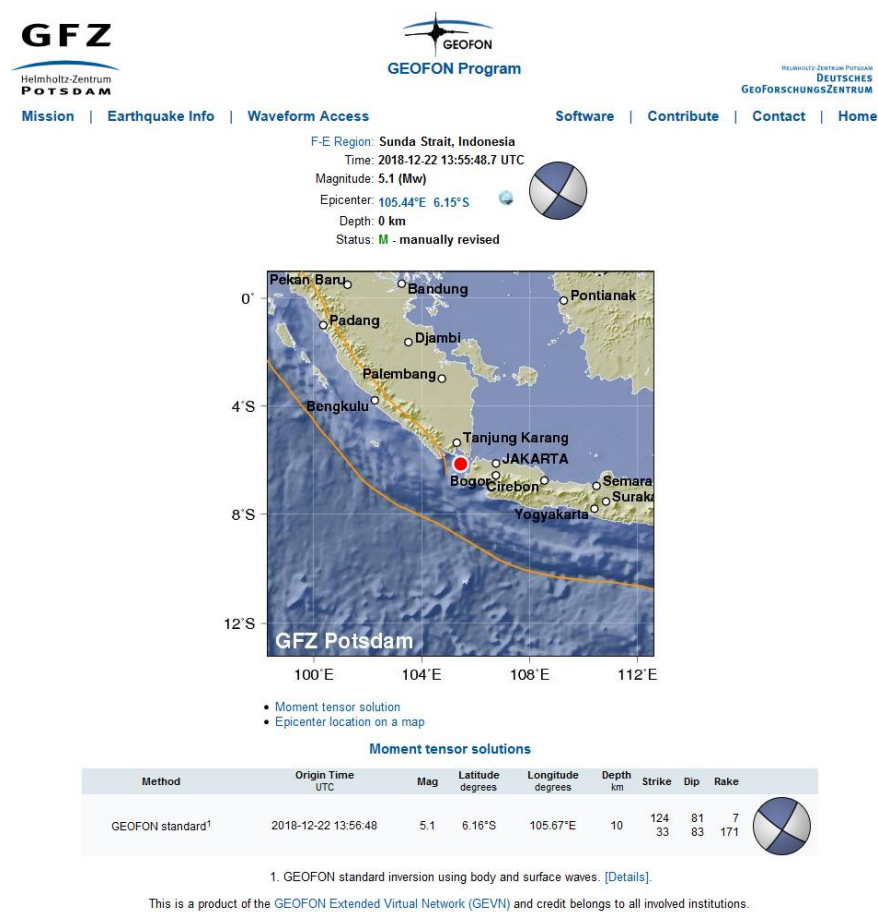 GFZ
Helmholtz-Zentrum
POTSDAM
GEOFON
GEOFON Program
HELMHOLTZ-ZENTRUM POTSDAM
DEUTSCHES
GEOFORSCHUNGSZENTRUM
Mission | Earthquake Info | Waveform Access Software | Contribute | Contact | Home
F-E Region: Sunda Strait, Indonesia
Time: 2018-12-22 13:55:48.7 UTC
Magnitude: 5.1 (Mw)
Epicenter: 105.44°E 6.15°S
Depth: 0 km
Status: M - manually revised
Pekan Baru
Bandung
0°
Pontianak
Padang
Djambi
Palembang
4°S
Bengkulu
Tanjung Karang
JAKARTA
Bogor
Cirebon
Semara
Suraka
8°S
Yogyakarta
12°S
GFZ Potsdam
100°E 104°E 108°E 112°E
• Moment tensor solution
• Epicenter location on a map
Moment tensor solutions
Method Origin Time UTC Mag Latitude degrees Longitude degrees Depth km Strike Dip Rake
GEOFON standard1 2018-12-22 13:56:48 5.1 6.16°S 105.67°E 10 124 81 7
33 83 171
1. GEOFON standard inversion using body and surface waves. [Details].
This is a product of the GEOFON Extended Virtual Network (GEVN) and credit belongs to all involved institutions.